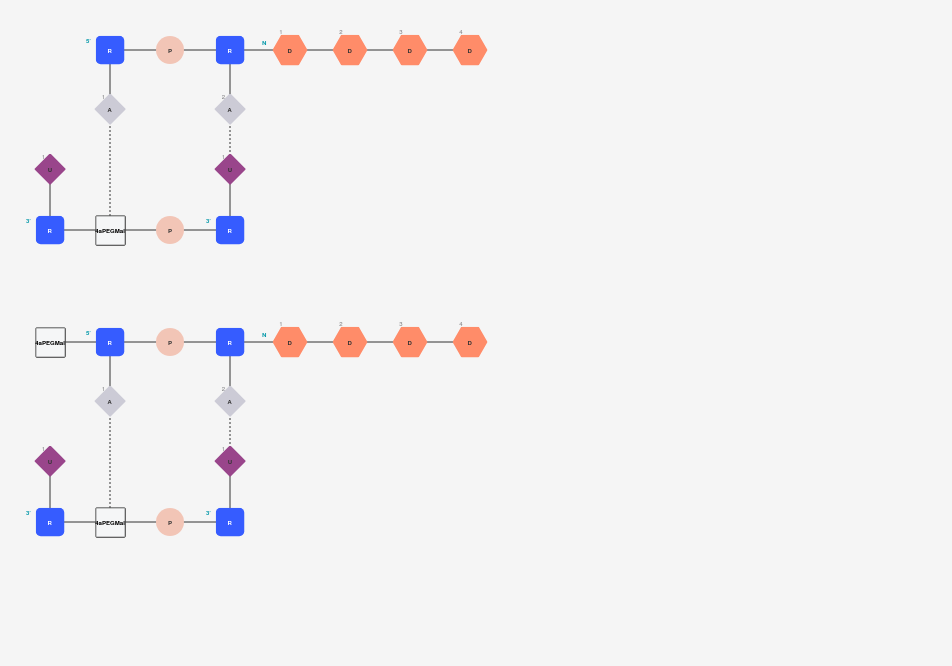 1 2 3 4
5' R P R N D D D D
1 2
A A
1 1
U U
3' R 4aPEGMal P 3' R
1 2 3 4
4aPEGMal 5' R P R N D D D D
1 2
A A
1 1
U U
3' R 4aPEGMal P 3' R